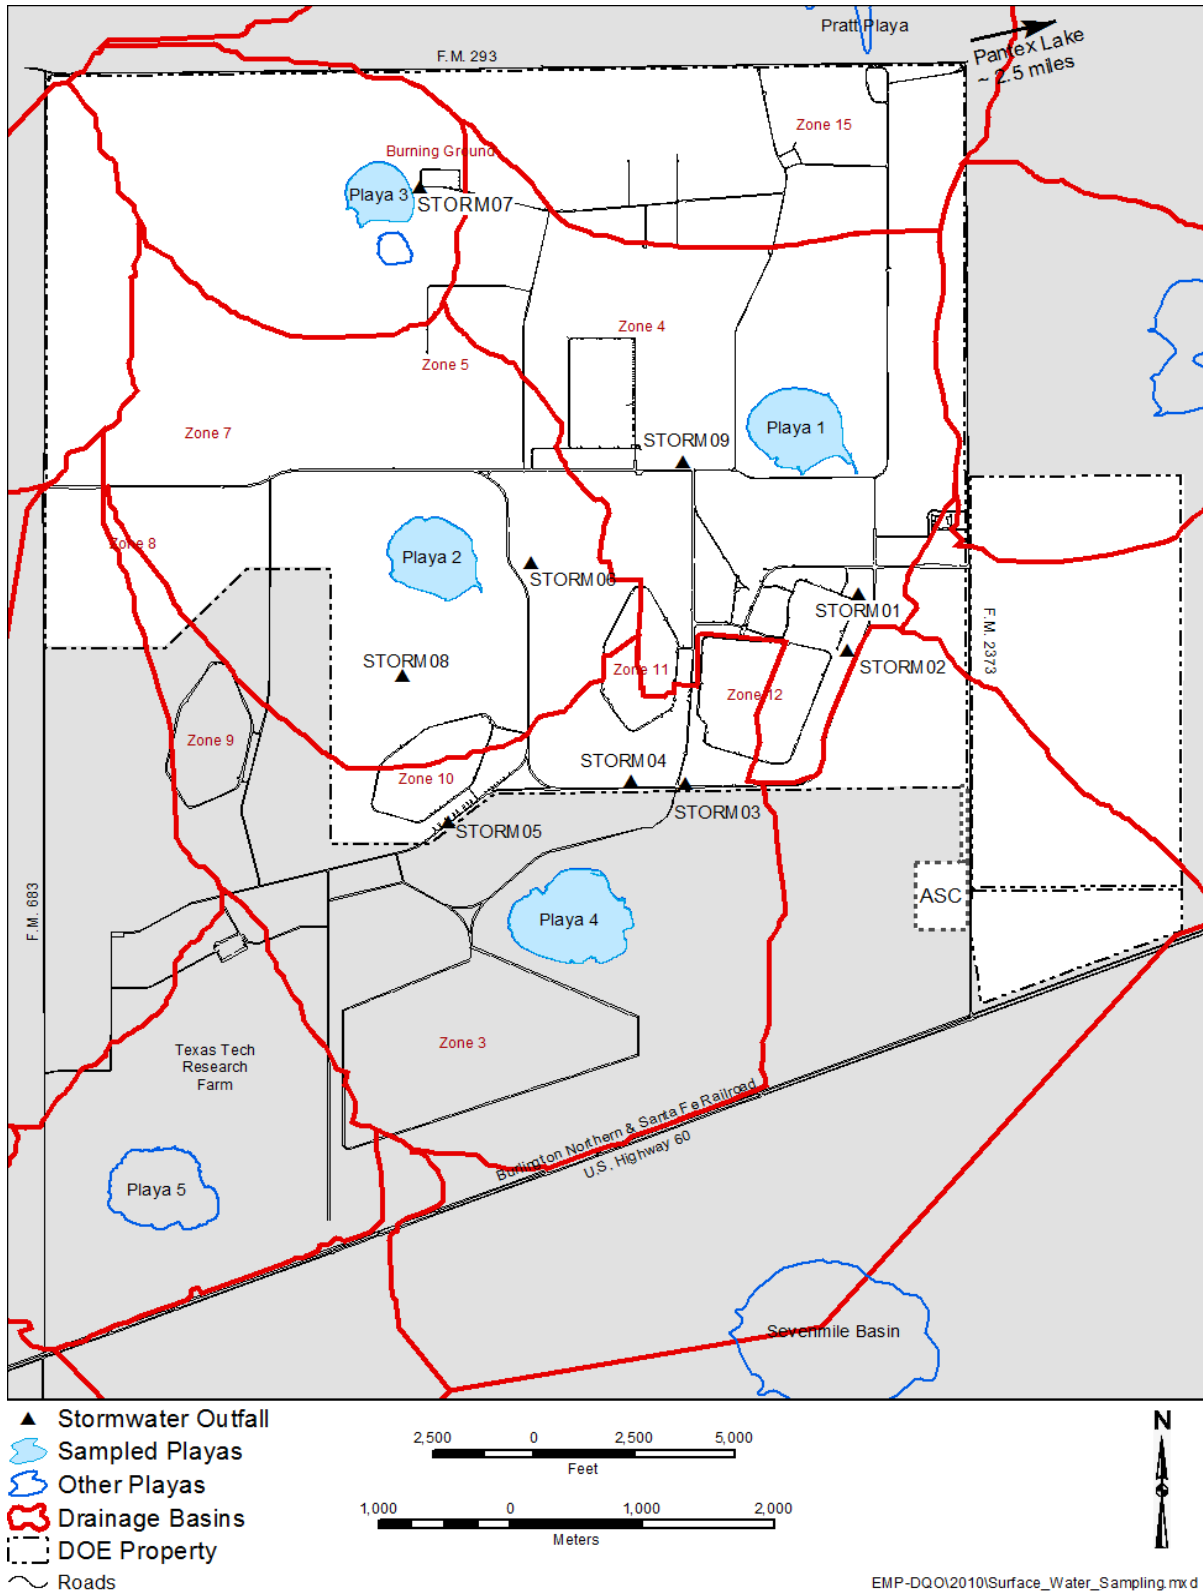 Pratt Playa
Pantex Lake
~ 2.5 miles
F.M. 293
Zone 15
Burning Ground
Playa 3
STORM07
Zone 4
Zone 5
Playa 1
Zone 7
STORM09
Zone 8
Playa 2
STORM06
STORM01
F.M. 2373
STORM02
STORM08
Zone 11
Zone 12
Zone 9
STORM04
Zone 10
STORM03
STORM05
F.M. 683
ASC
Playa 4
Zone 3
Texas Tech
Research
Farm
Burlington Northern & Santa Fe Railroad
U.S. Highway 60
Playa 5
Sevenmile Basin
Stormwater Outfall
Sampled Playas
Other Playas
Drainage Basins
DOE Property
Roads
2,500 0 2,500 5,000
Feet
1,000 0 1,000 2,000
Meters
N
EMP-DQO\2010\Surface_Water_Sampling.mxd